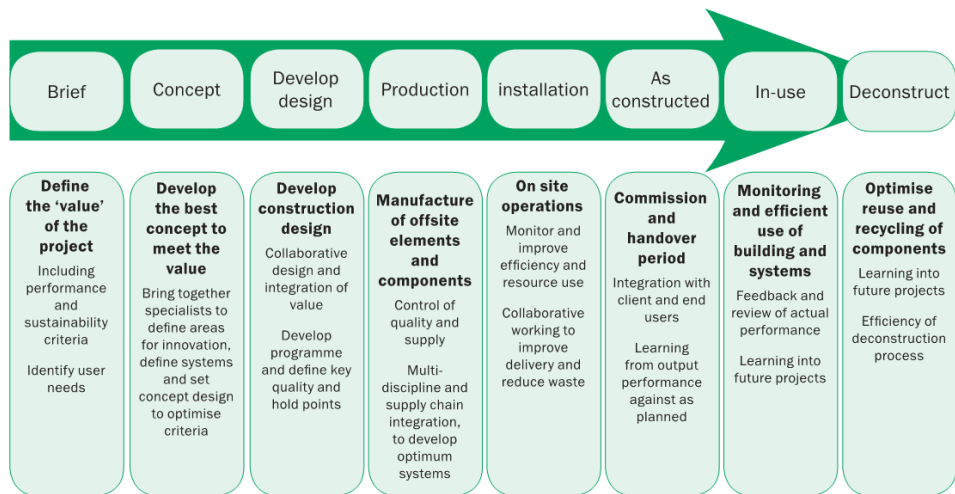 Brief
Concept
Develop
design
Production
installation
As
constructed
In-use
Deconstruct
Define
the ‘value’
of the
project
Including
performance
and
sustainability
criteria
Identify user
needs
Develop
the best
concept to
meet the
value
Bring together
specialists to
define areas
for innovation,
define systems
and set
concept design
to optimise
criteria
Develop
construction
design
Collaborative
design and
integration of
value
Develop
programme
and define key
quality and
hold points
Manufacture
of offsite
elements
and
components
Control of
quality and
supply
Multi-
discipline and
supply chain
integration,
to develop
optimum
systems
On site
operations
Monitor and
improve
efficiency and
resource use
Collaborative
working to
improve
delivery and
reduce waste
Commission
and
handover
period
Integration with
client and end
users
Learning
from output
performance
against as
planned
Monitoring
and efficient
use of
building and
systems
Feedback and
review of actual
performance
Learning into
future projects
Optimise
reuse and
recycling of
components
Learning into
future projects
Efficiency of
deconstruction
process